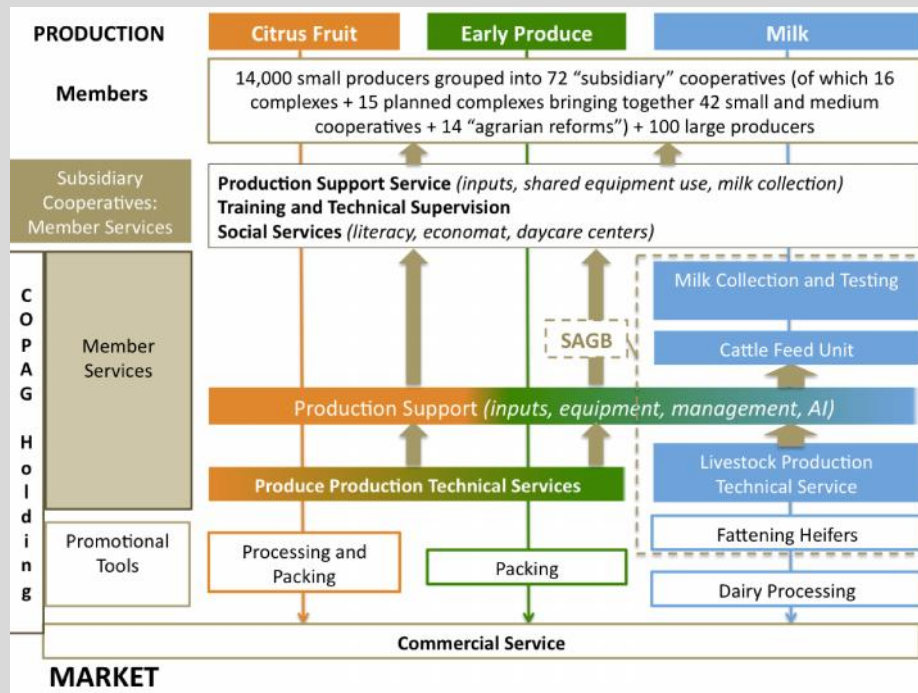 PRODUCTION
Citrus Fruit
Early Produce
Milk
Members
14,000 small producers grouped into 72 “subsidiary” cooperatives (of which 16
complexes + 15 planned complexes bringing together 42 small and medium
cooperatives + 14 “agrarian reforms”) + 100 large producers
Subsidiary
Cooperatives:
Member Services
Production Support Service (inputs, shared equipment use, milk collection)
Training and Technical Supervision
Social Services (literacy, economat, daycare centers)
COPAG Holding
Member
Services
Milk Collection and Testing
SAGB
Cattle Feed Unit
Production Support (inputs, equipment, management, AI)
Produce Production Technical Services
Livestock Production
Technical Service
Promotional
Tools
Processing and
Packing
Packing
Fattening Heifers
Dairy Processing
Commercial Service
MARKET